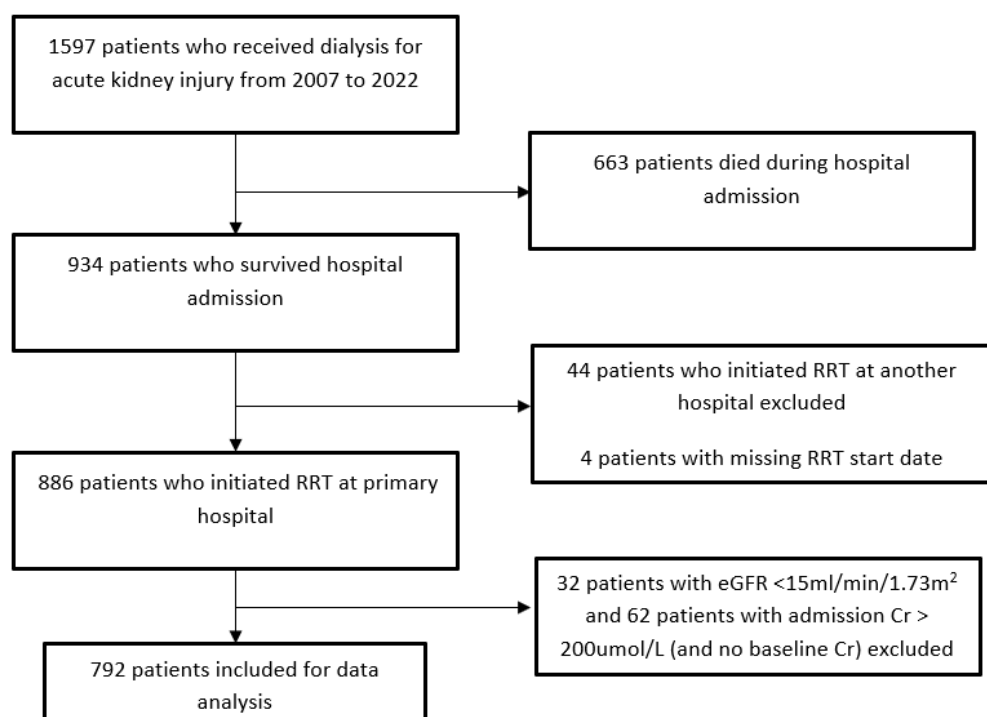 1597 patients who received dialysis for
acute kidney injury from 2007 to 2022
663 patients died during hospital
admission
934 patients who survived hospital
admission
44 patients who initiated RRT at another
hospital excluded
4 patients with missing RRT start date
886 patients who initiated RRT at primary
hospital
32 patients with eGFR <15ml/min/1.73m²
and 62 patients with admission Cr >
200umol/L (and no baseline Cr) excluded
792 patients included for data
analysis